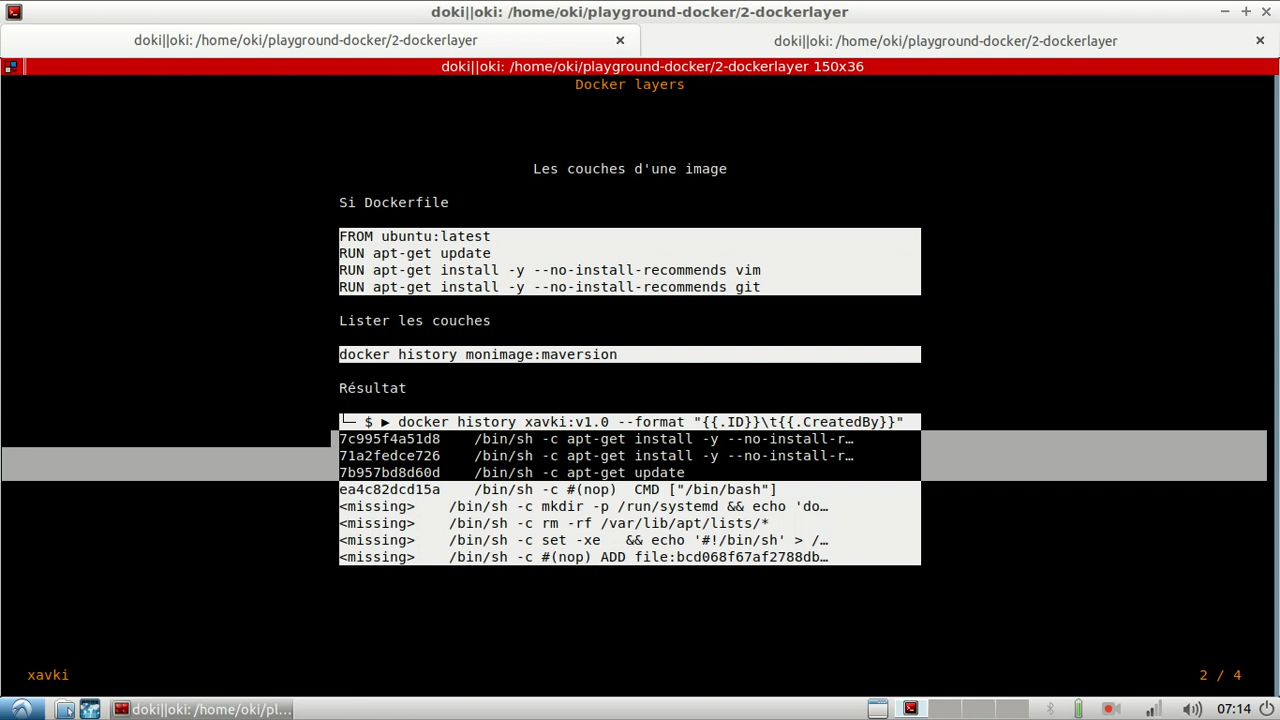 doki||oki: /home/oki/playground-docker/2-dockerlayer
doki||oki: /home/oki/playground-docker/2-dockerlayer
doki||oki: /home/oki/playground-docker/2-dockerlayer
doki||oki: /home/oki/playground-docker/2-dockerlayer 150x36
Docker layers
Les couches d'une image
Si Dockerfile
FROM ubuntu:latest
RUN apt-get update
RUN apt-get install -y --no-install-recommends vim
RUN apt-get install -y --no-install-recommends git
Lister les couches
docker history monimage:maversion
Résultat
└─ $ ▶ docker history xavki:v1.0 --format "{{.ID}}\t{{.CreatedBy}}"
7c995f4a51d8    /bin/sh -c apt-get install -y --no-install-r…
71a2fedce726    /bin/sh -c apt-get install -y --no-install-r…
7b957bd8d60d    /bin/sh -c apt-get update
ea4c82dcd15a    /bin/sh -c #(nop)  CMD ["/bin/bash"]
<missing>    /bin/sh -c mkdir -p /run/systemd && echo 'do…
<missing>    /bin/sh -c rm -rf /var/lib/apt/lists/*
<missing>    /bin/sh -c set -xe   && echo '#!/bin/sh' > /…
<missing>    /bin/sh -c #(nop) ADD file:bcd068f67af2788db…
xavki
2 / 4
doki||oki: /home/oki/pl...
07:14